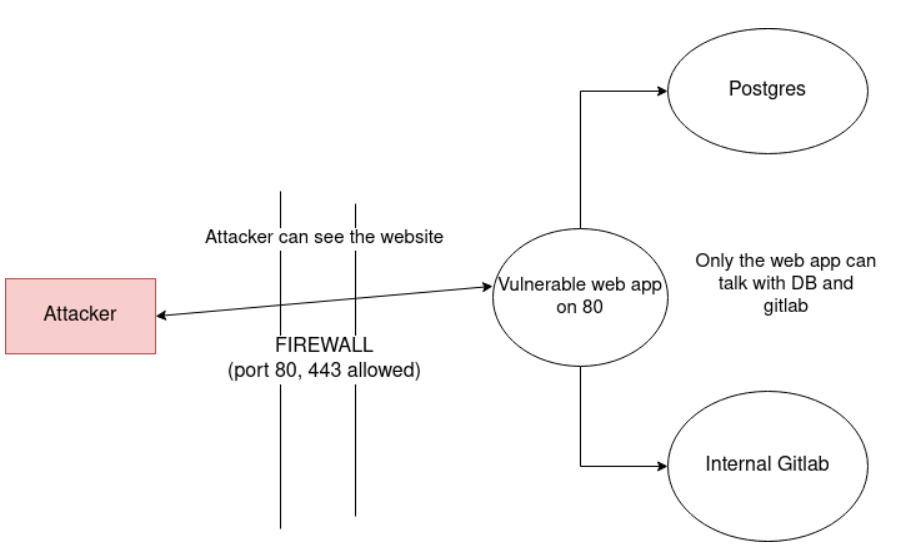 Postgres
Attacker can see the website
Only the web app can
talk with DB and
gitlab
Vulnerable web app
on 80
Attacker
FIREWALL
(port 80, 443 allowed)
Internal Gitlab